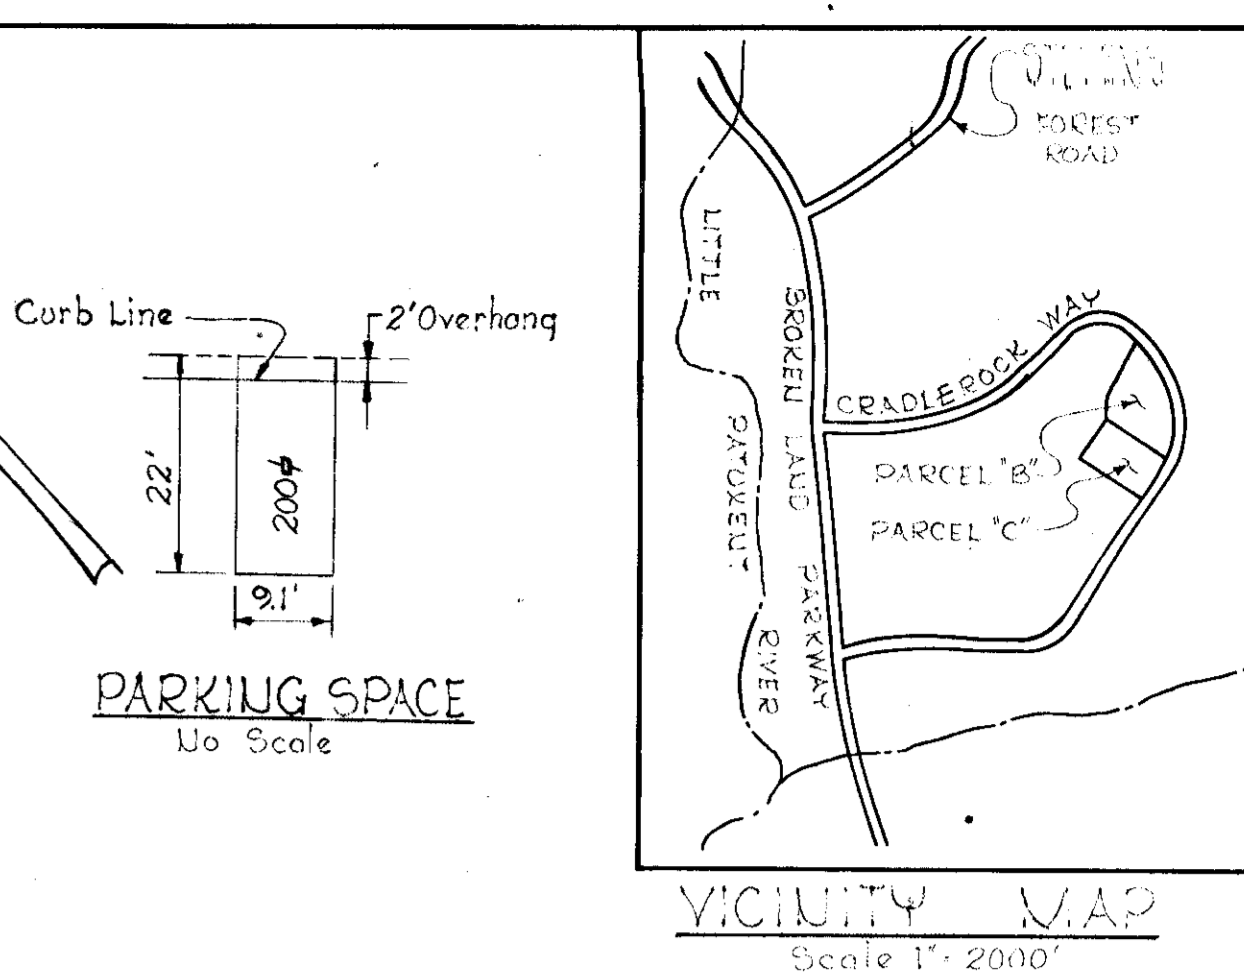 Curb Line
2' Overhang
22'
200⌀
9.1'
PARKING SPACE
No Scale
FOREST
ROAD
LITTLE
PATUXENT
RIVER
BROKEN LAND PARKWAY
CRADLEROCK WAY
PARCEL "B"
PARCEL "C"
VICINITY MAP
Scale 1"= 2000'